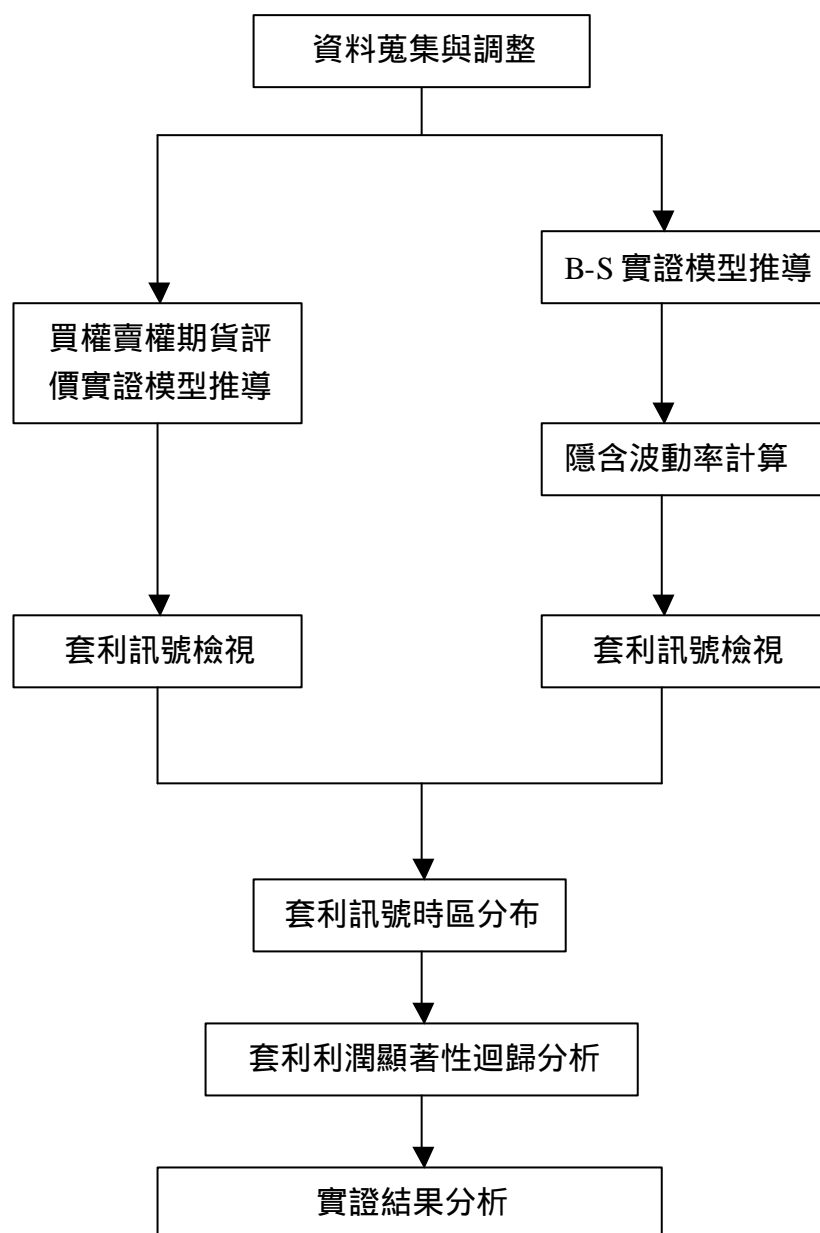 資料蒐集與調整
B-S 實證模型推導
買權賣權期貨評
價實證模型推導
隱含波動率計算
套利訊號檢視
套利訊號檢視
套利訊號時區分布
套利利潤顯著性迴歸分析
實證結果分析